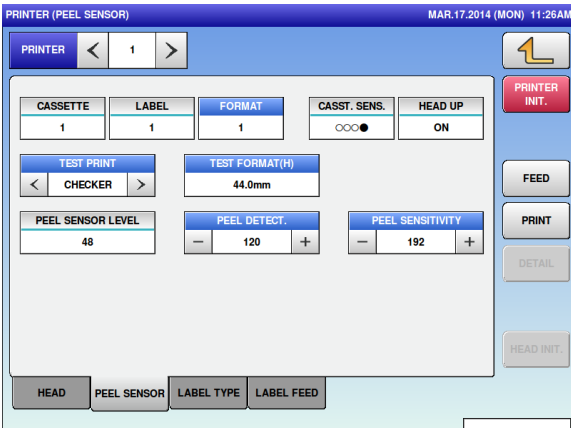 PRINTER (PEEL SENSOR) MAR.17.2014 (MON) 11:26AM
PRINTER < 1 >
PRINTER INIT.
CASSETTE LABEL FORMAT CASST. SENS. HEAD UP
1 1 1 ○○○● ON
TEST PRINT TEST FORMAT(H)
< CHECKER > 44.0mm
FEED
PEEL SENSOR LEVEL PEEL DETECT. PEEL SENSITIVITY
48 − 120 + − 192 +
PRINT
DETAIL
HEAD INIT.
HEAD PEEL SENSOR LABEL TYPE LABEL FEED